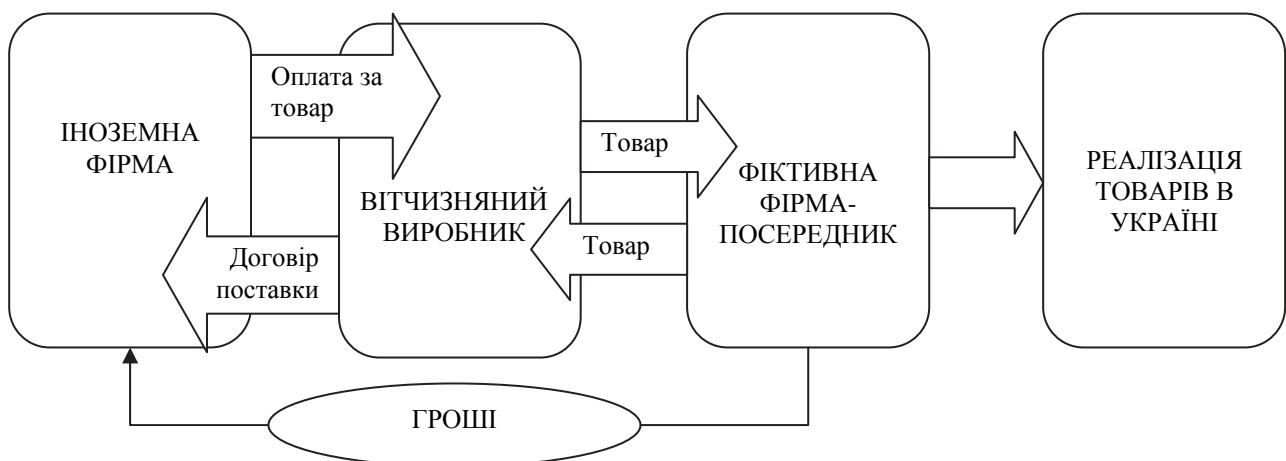 ІНОЗЕМНА
ФІРМА
Оплата за
товар
Договір
поставки
ВІТЧИЗНЯНИЙ
ВИРОБНИК
Товар
Товар
ФІКТИВНА
ФІРМА-
ПОСЕРЕДНИК
РЕАЛІЗАЦІЯ
ТОВАРІВ В
УКРАЇНІ
ГРОШІ